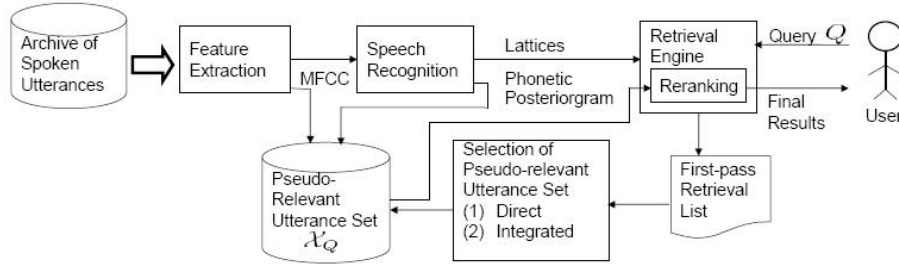 Archive of
Spoken
Utterances
Feature
Extraction
MFCC
Speech
Recognition
Lattices
Phonetic
Posteriorgram
Retrieval
Engine
Reranking
Query Q
Final
Results
User
Pseudo-
Relevant
Utterance Set
𝒳_Q
Selection of
Pseudo-relevant
Utterance Set
(1) Direct
(2) Integrated
First-pass
Retrieval
List